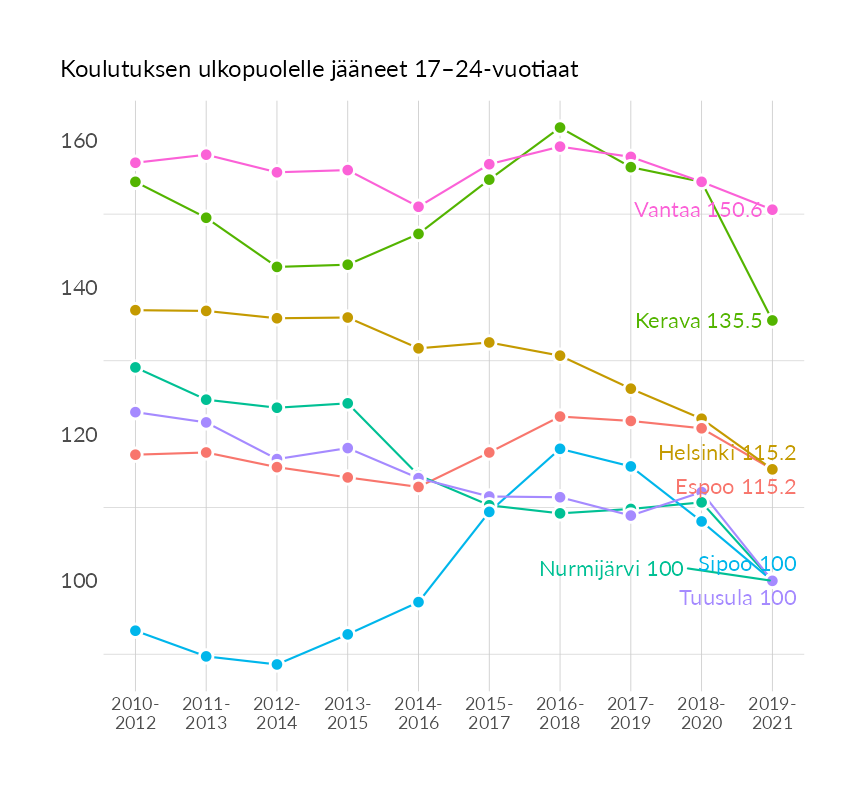 Koulutuksen ulkopuolelle jääneet 17–24-vuotiaat
160
140
120
100
Vantaa 150.6
Kerava 135.5
Helsinki 115.2
Espoo 115.2
Sipoo 100
Nurmijärvi 100
Tuusula 100
2010- 2011- 2012- 2013- 2014- 2015- 2016- 2017- 2018- 2019-
2012 2013 2014 2015 2016 2017 2018 2019 2020 2021